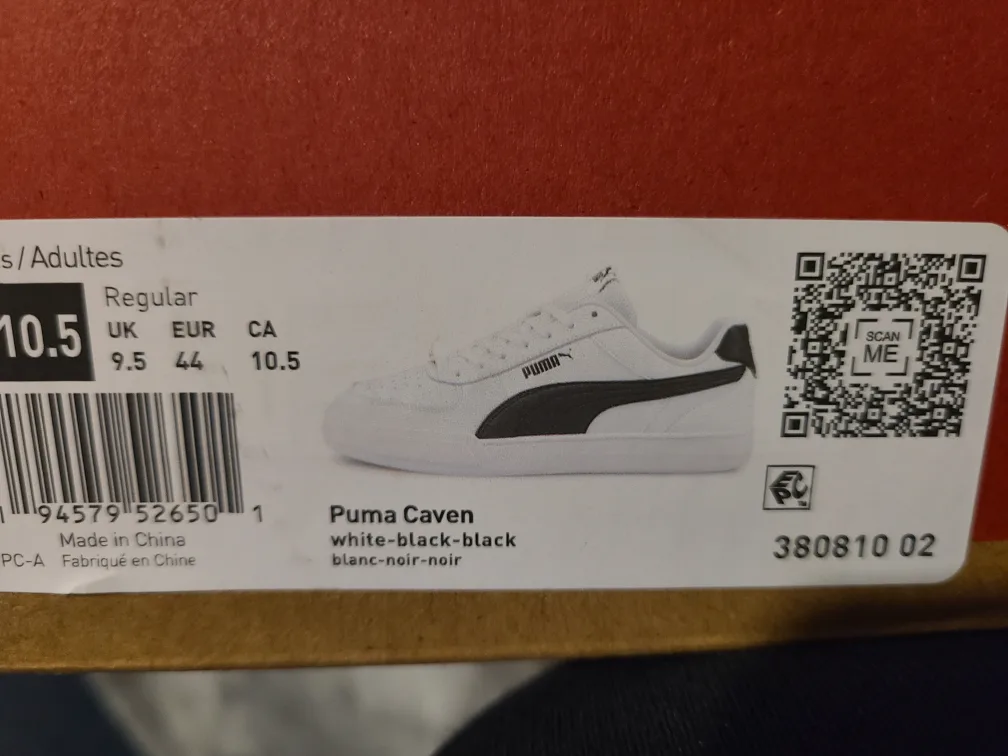 s/Adultes
10.5
Regular
UK EUR CA
9.5 44 10.5
PUMA
SCAN
ME
1 94579 52650 1
Made in China
PC-A Fabriqué en Chine
Puma Caven
white-black-black
blanc-noir-noir
380810 02